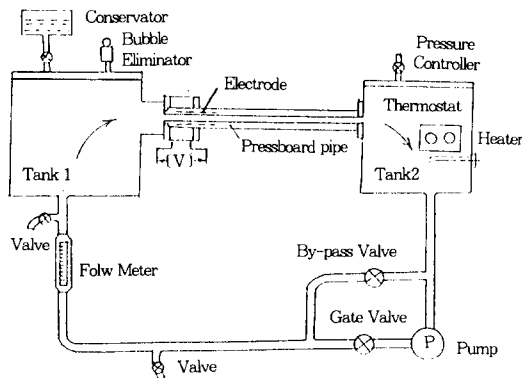 Conservator
Bubble
Eliminator
Pressure
Controller
Electrode
Thermostat
Heater
Pressboard pipe
(V)
Tank 1
Tank2
Valve
Folw Meter
By-pass Valve
Gate Valve
P
Pump
Valve